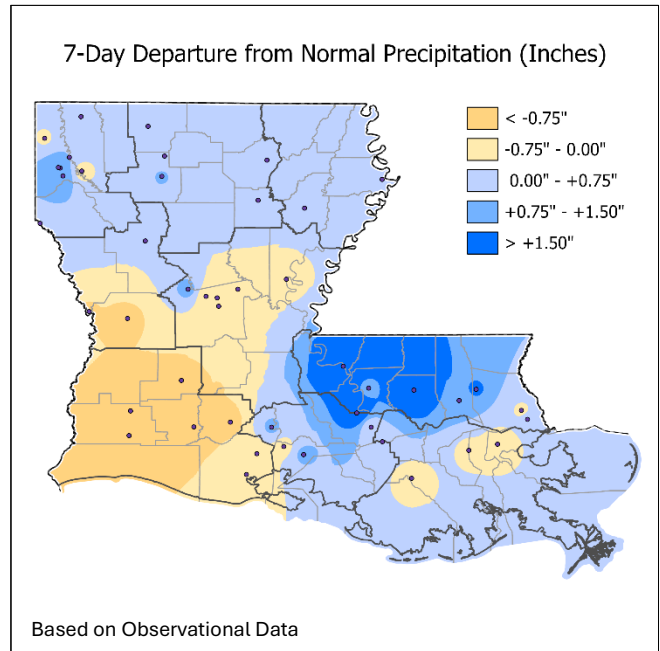 7-Day Departure from Normal Precipitation (Inches)
< -0.75"
-0.75" - 0.00"
0.00" - +0.75"
+0.75" - +1.50"
> +1.50"
Based on Observational Data